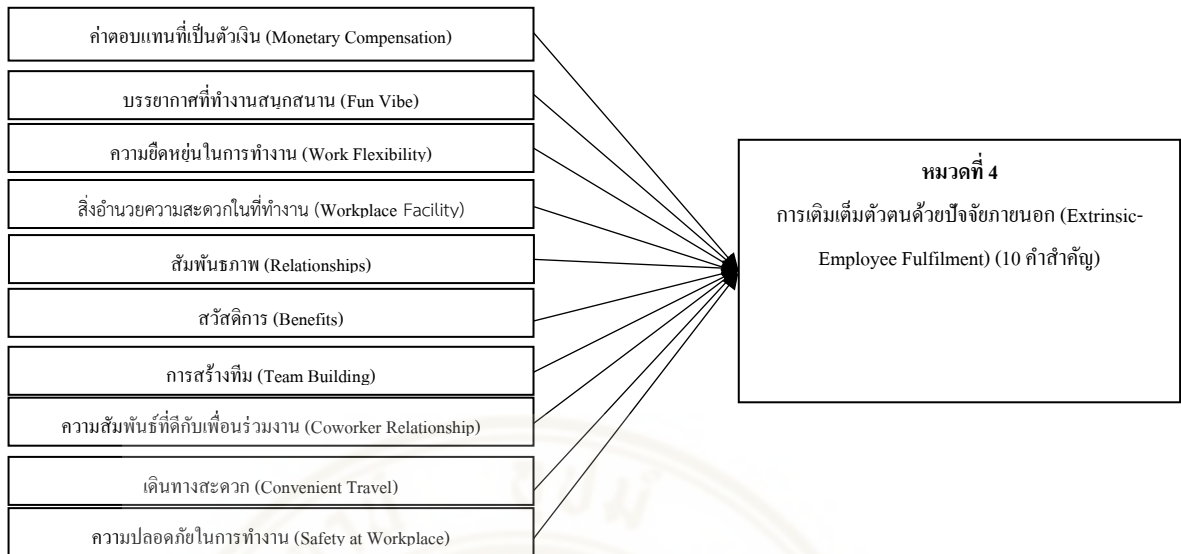 ค่าตอบแทนที่เป็นตัวเงิน (Monetary Compensation)
บรรยากาศที่ทำงานสนุกสนาน (Fun Vibe)
ความยืดหยุ่นในการทำงาน (Work Flexibility)
สิ่งอำนวยความสะดวกในที่ทำงาน (Workplace Facility)
สัมพันธภาพ (Relationships)
สวัสดิการ (Benefits)
การสร้างทีม (Team Building)
ความสัมพันธ์ที่ดีกับเพื่อนร่วมงาน (Coworker Relationship)
เดินทางสะดวก (Convenient Travel)
ความปลอดภัยในการทำงาน (Safety at Workplace)
หมวดที่ 4
การเติมเต็มตัวตนด้วยปัจจัยภายนอก (Extrinsic-
Employee Fulfilment) (10 คำสำคัญ)